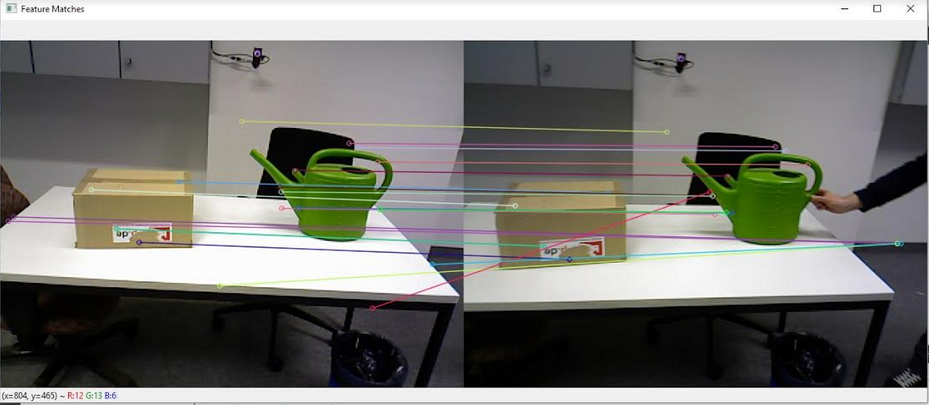 Feature Matches
(x=804, y=465) ~ R:12 G:13 B:6